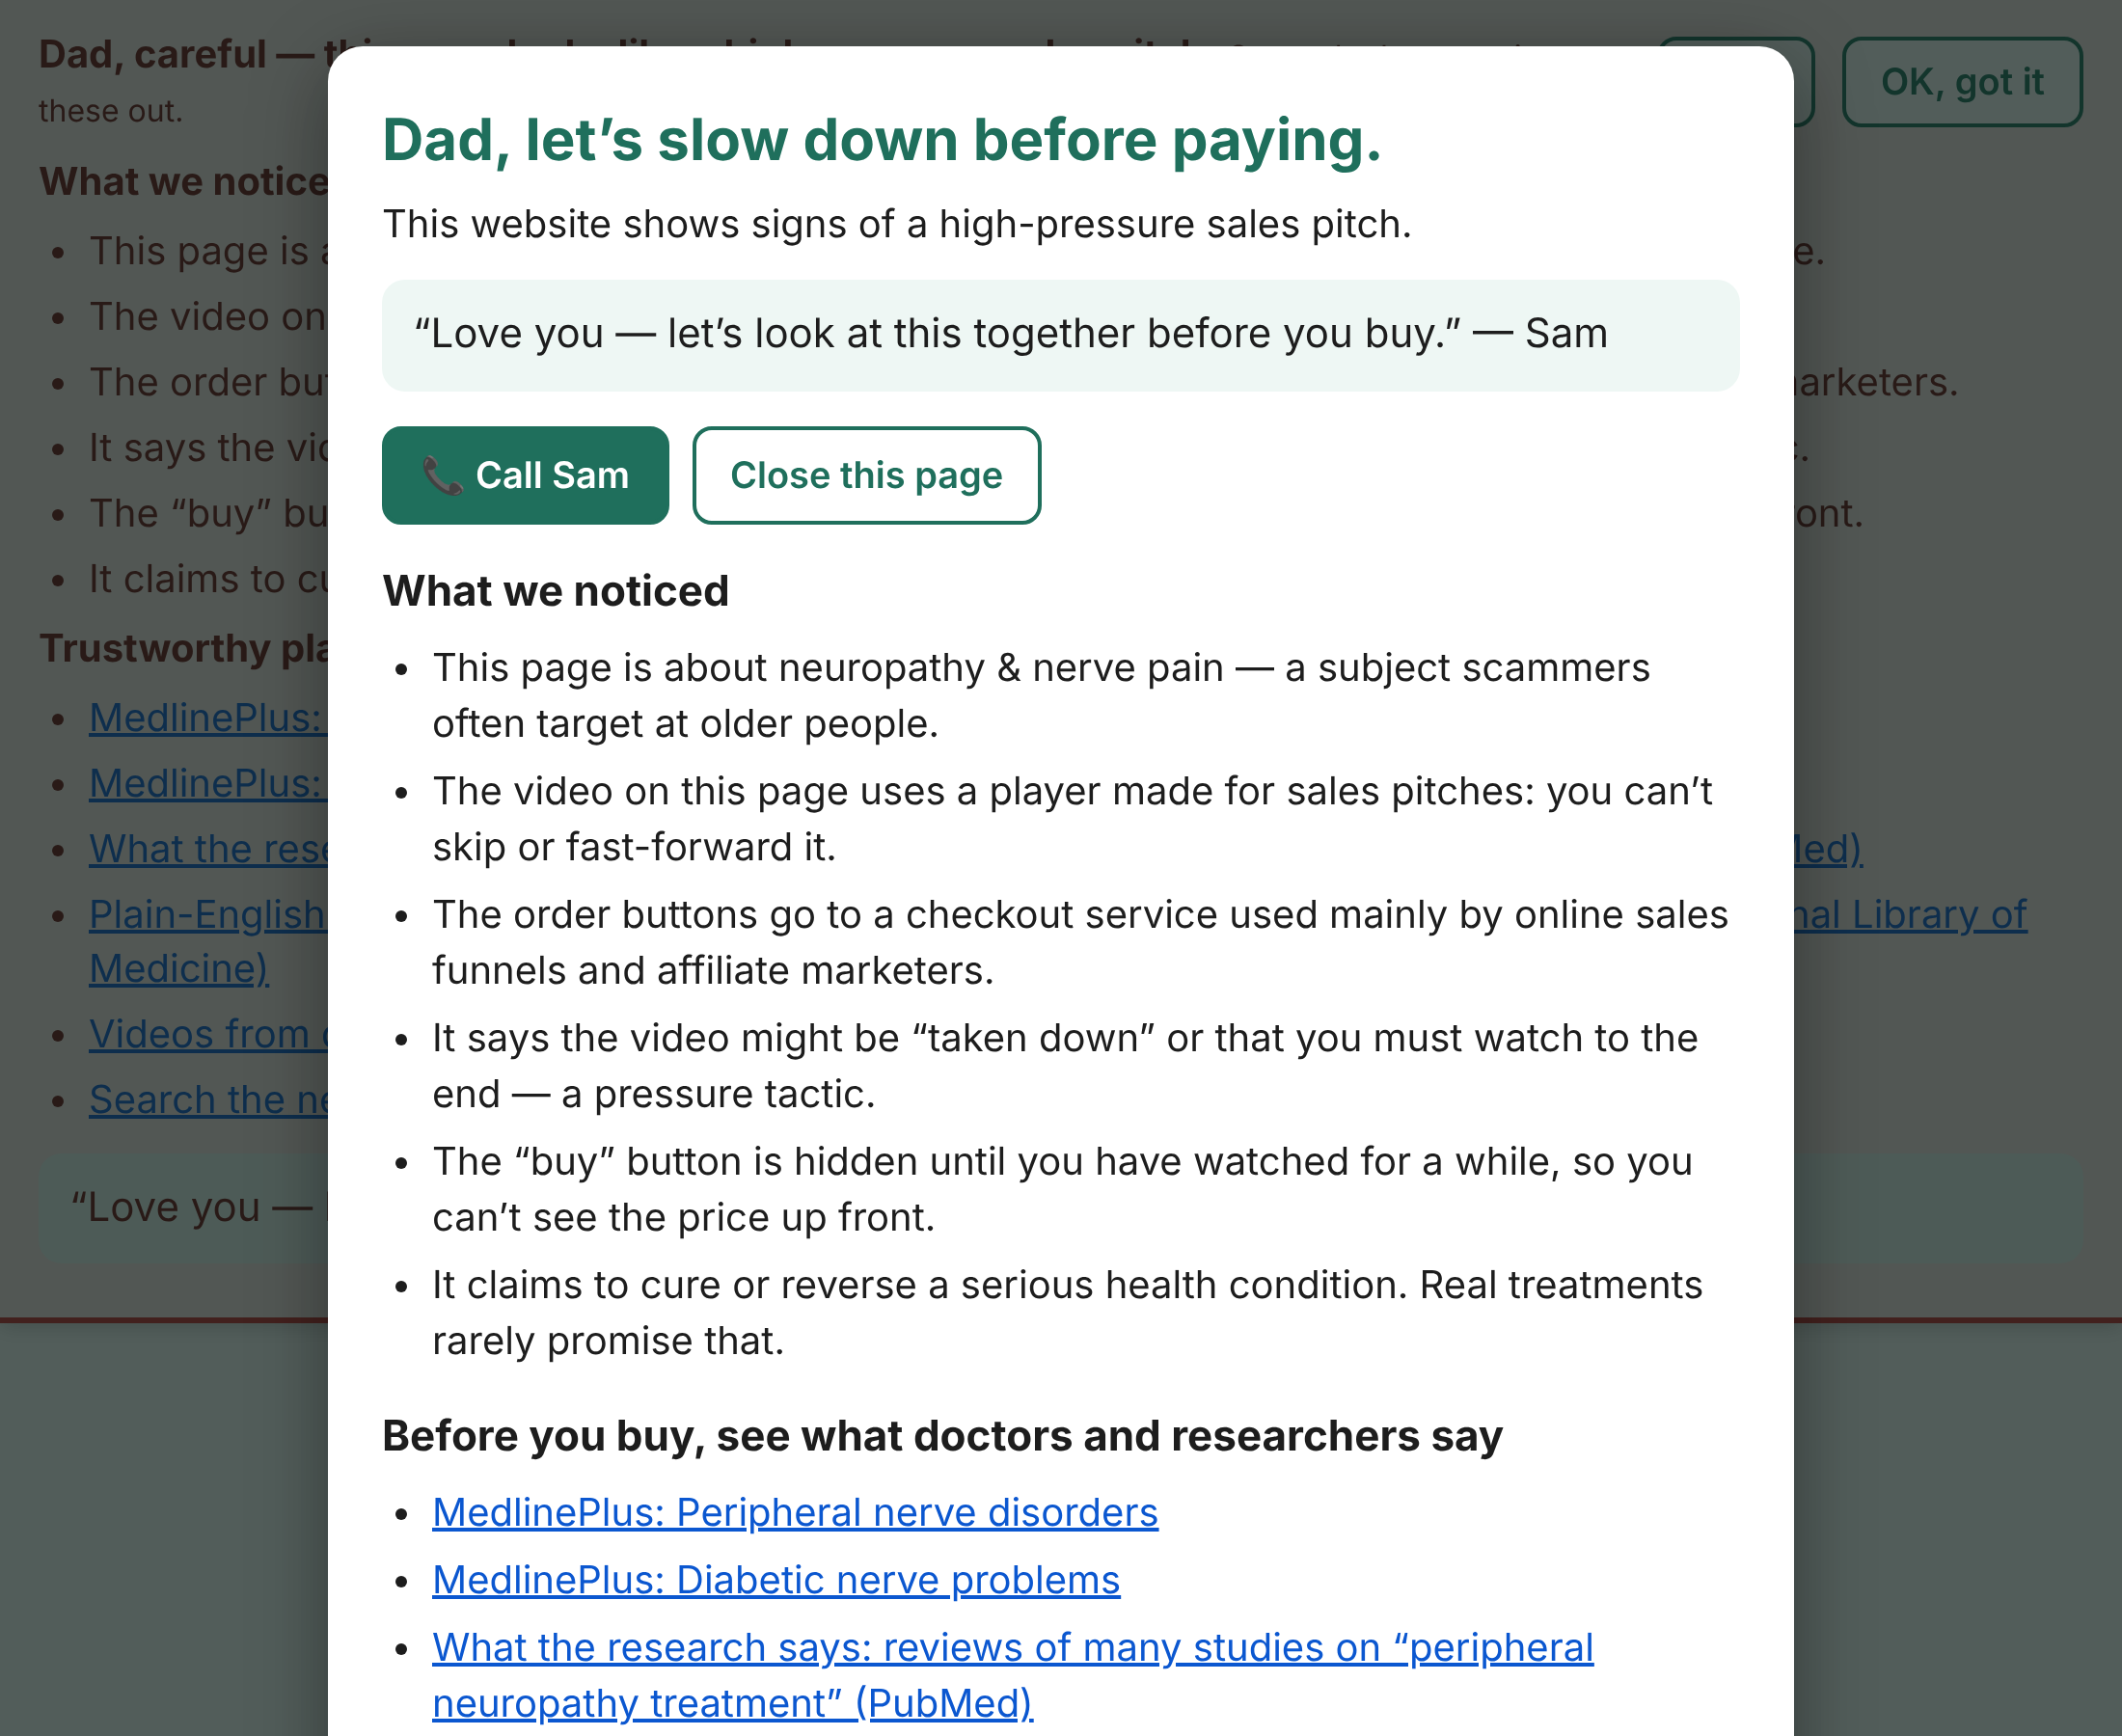 Dad, careful —
OK, got it
these out.
What we notice
This page is
e.
The video on
The order bu
arketers.
It says the vi
The “buy” bu
ont.
It claims to c
Trustworthy pl
MedlinePlus:
MedlinePlus:
What the res
Med)
Plain-English
nal Library of
Medicine)
Videos from
Search the n
“Love you —
Dad, let’s slow down before paying.
This website shows signs of a high-pressure sales pitch.
“Love you — let’s look at this together before you buy.” — Sam
📞 Call Sam
Close this page
What we noticed
• This page is about neuropathy & nerve pain — a subject scammers
often target at older people.
• The video on this page uses a player made for sales pitches: you can’t
skip or fast-forward it.
• The order buttons go to a checkout service used mainly by online sales
funnels and affiliate marketers.
• It says the video might be “taken down” or that you must watch to the
end — a pressure tactic.
• The “buy” button is hidden until you have watched for a while, so you
can’t see the price up front.
• It claims to cure or reverse a serious health condition. Real treatments
rarely promise that.
Before you buy, see what doctors and researchers say
• MedlinePlus: Peripheral nerve disorders
• MedlinePlus: Diabetic nerve problems
• What the research says: reviews of many studies on “peripheral
neuropathy treatment” (PubMed)